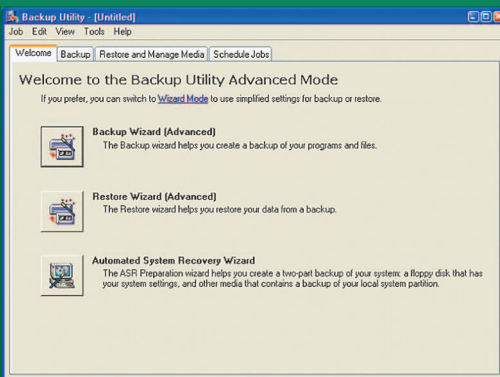 Backup Utility - [Untitled]
Job Edit View Tools Help
Welcome Backup Restore and Manage Media Schedule Jobs
Welcome to the Backup Utility Advanced Mode
If you prefer, you can switch to Wizard Mode to use simplified settings for backup or restore.
Backup Wizard (Advanced)
The Backup wizard helps you create a backup of your programs and files.
Restore Wizard (Advanced)
The Restore wizard helps you restore your data from a backup.
Automated System Recovery Wizard
The ASR Preparation wizard helps you create a two-part backup of your system: a floppy disk that has
your system settings, and other media that contains a backup of your local system partition.